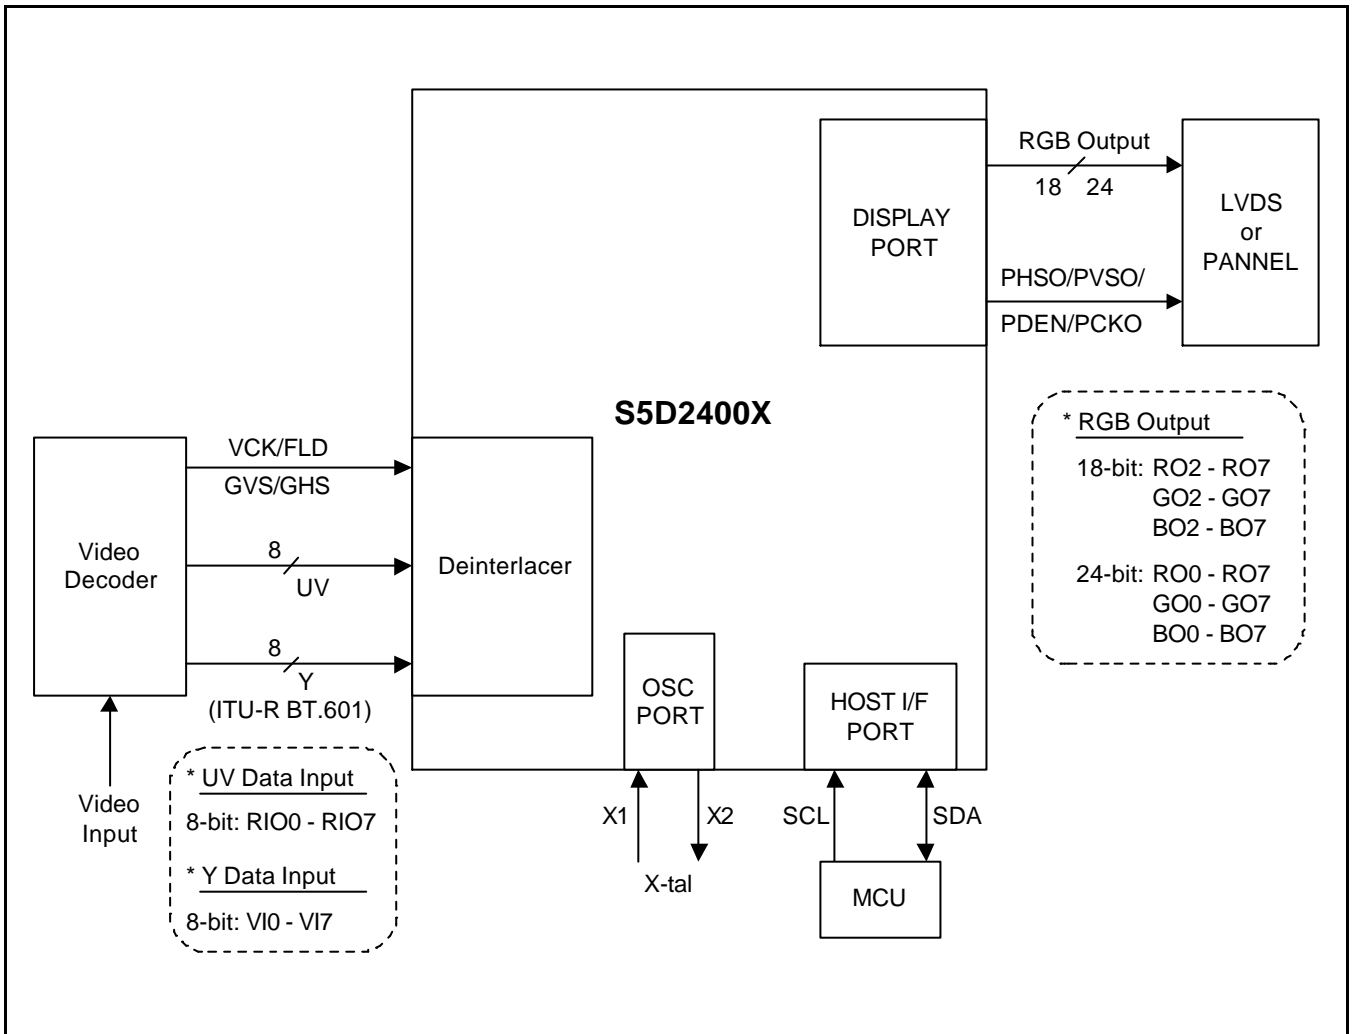 RGB Output
18 24
DISPLAY
PORT
LVDS
or
PANNEL
PHSO/PVSO/
PDEN/PCKO
S5D2400X
* RGB Output
18-bit: RO2 - RO7
GO2 - GO7
BO2 - BO7
24-bit: RO0 - RO7
GO0 - GO7
BO0 - BO7
VCK/FLD
GVS/GHS
Video
Decoder
8
UV
Deinterlacer
8
Y
(ITU-R BT.601)
OSC
PORT
HOST I/F
PORT
Video
Input
* UV Data Input
8-bit: RIO0 - RIO7
* Y Data Input
8-bit: VI0 - VI7
X1
X2
X-tal
SCL
SDA
MCU